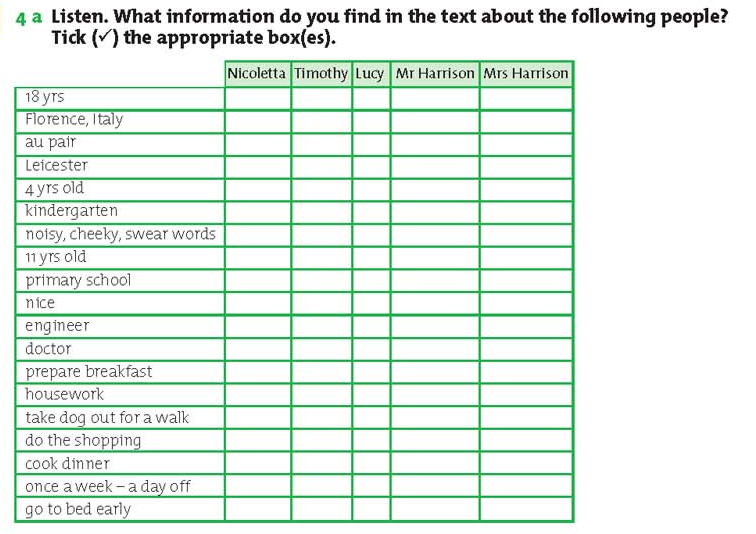 4 a Listen. What information do you find in the text about the following people?
Tick (✓) the appropriate box(es).
Nicoletta Timothy Lucy Mr Harrison Mrs Harrison
18 yrs
Florence, Italy
au pair
Leicester
4 yrs old
kindergarten
noisy, cheeky, swear words
11 yrs old
primary school
nice
engineer
doctor
prepare breakfast
housework
take dog out for a walk
do the shopping
cook dinner
once a week – a day off
go to bed early